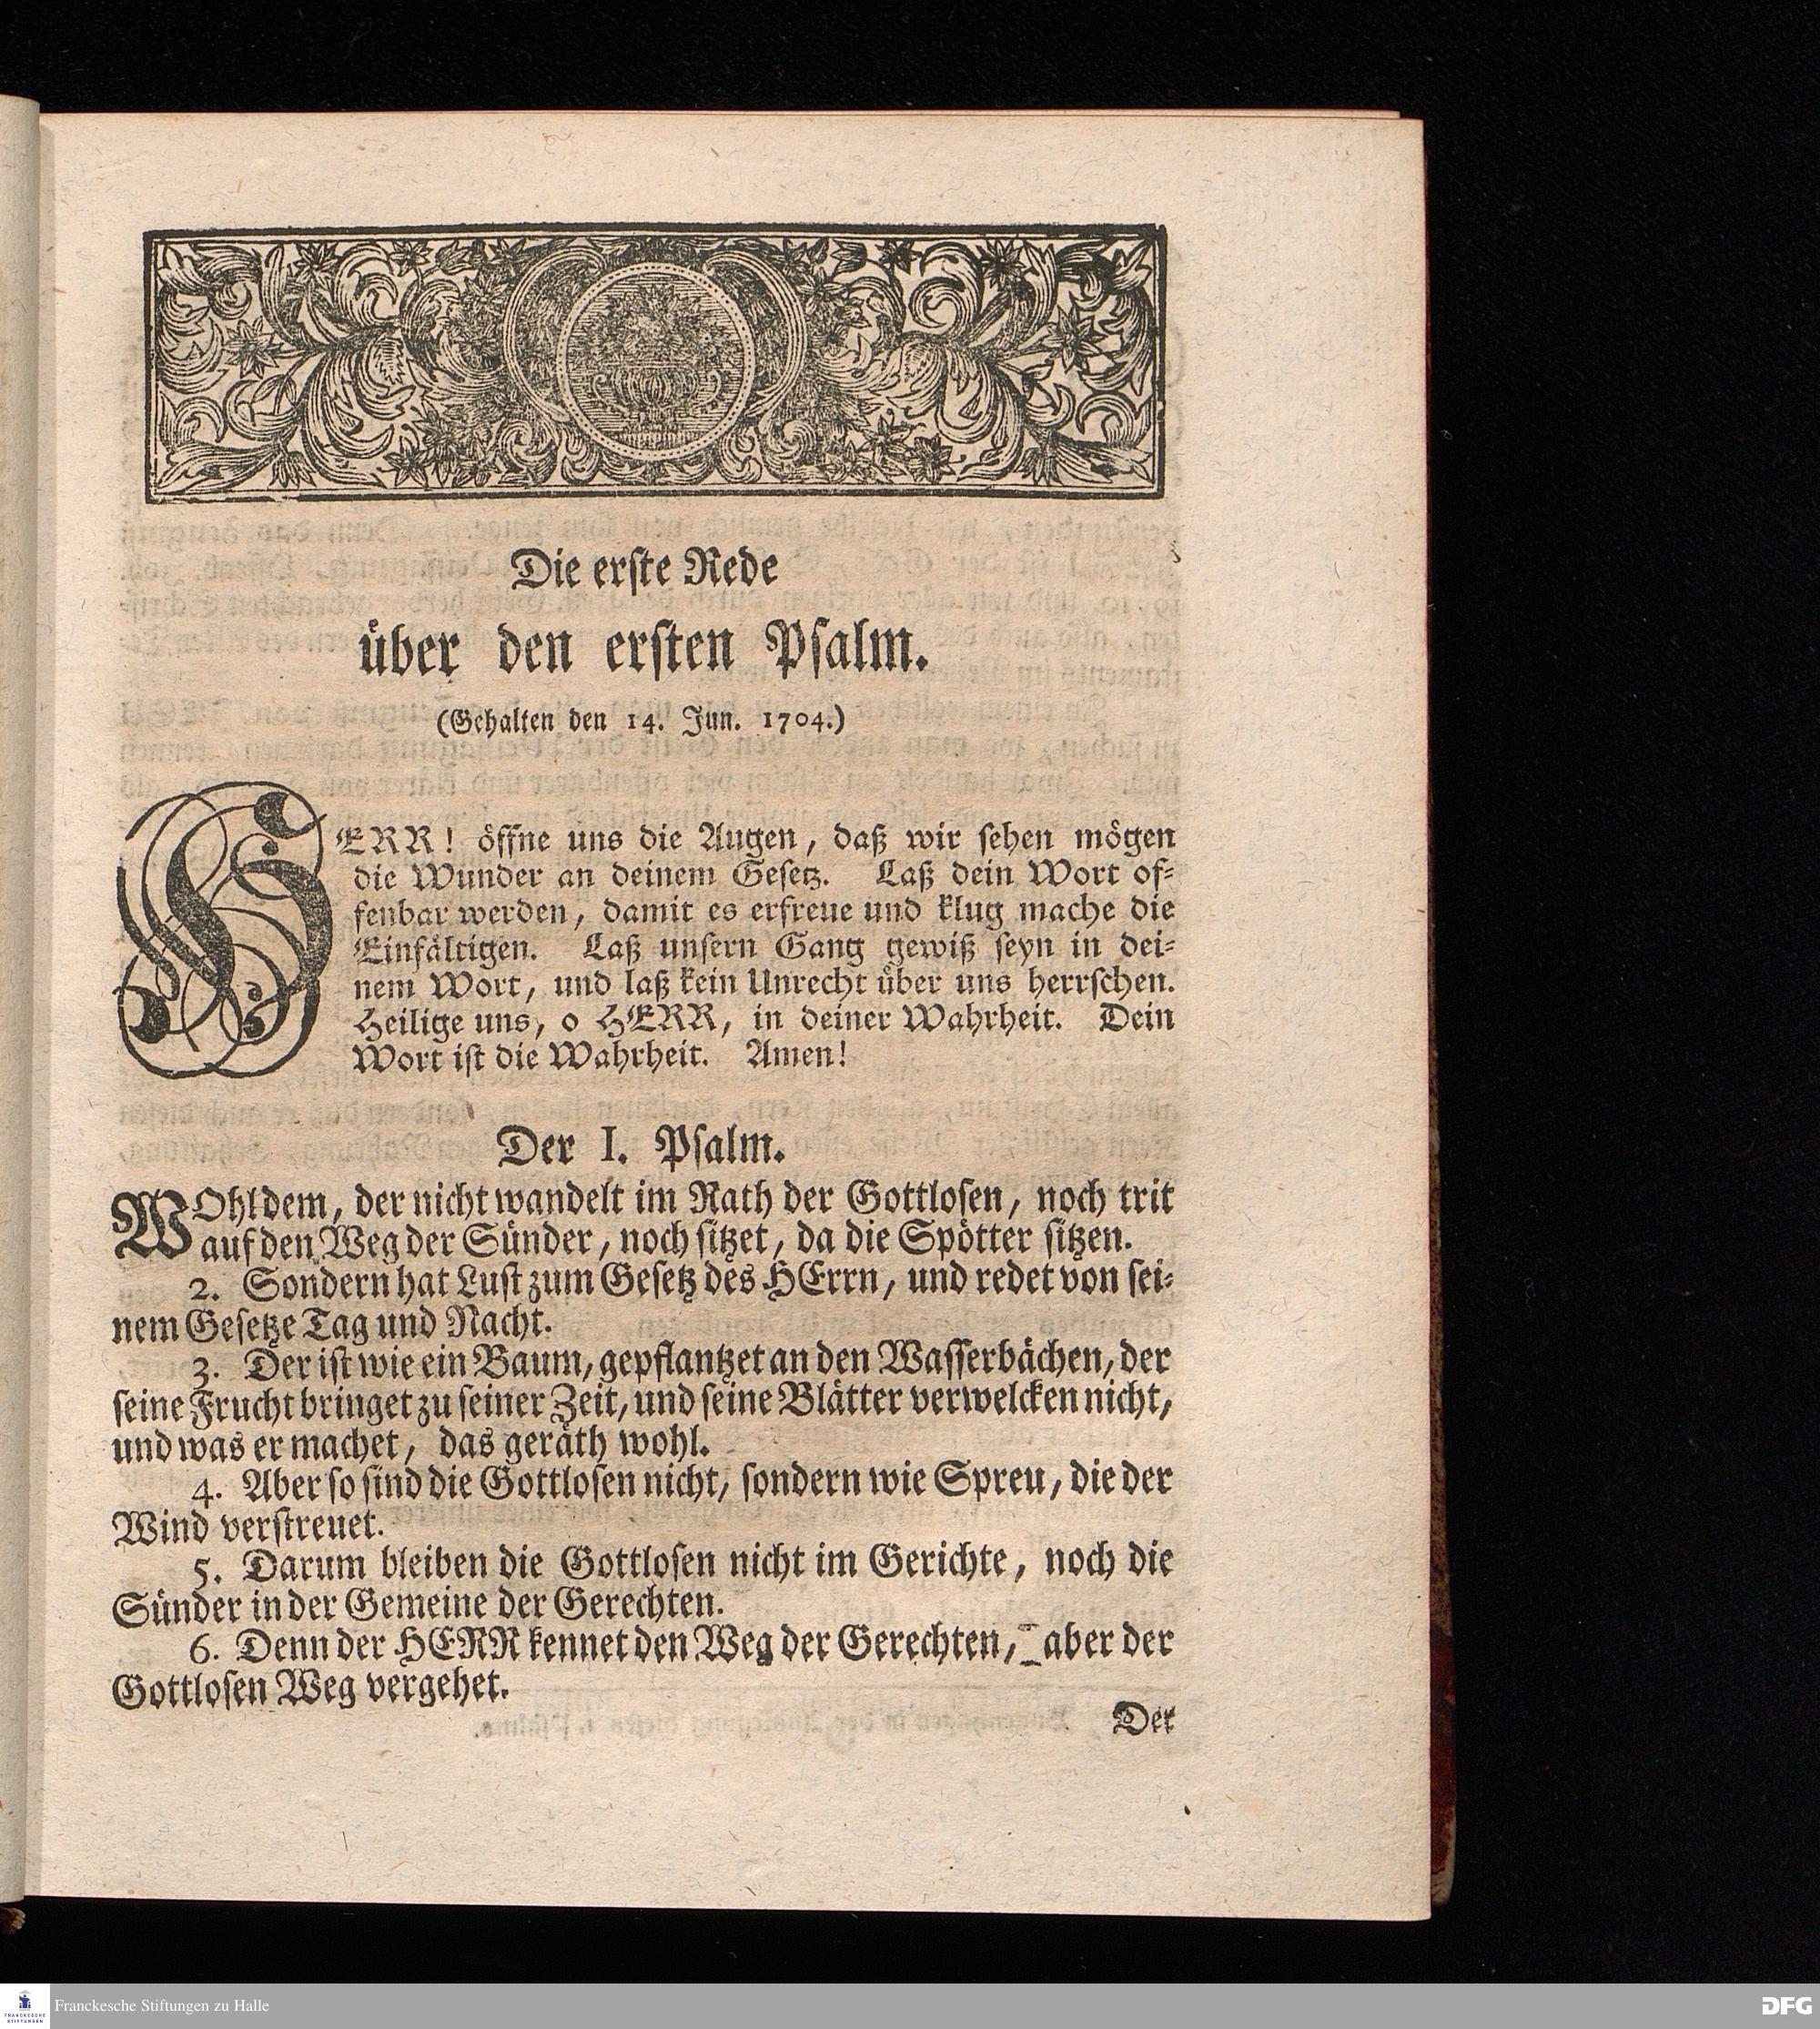 Die erſte Rede
über den erſten Pſalm.
(Gehalten den 14. Jun. 1704.)
HERR! öffne uns die Augen, daß wir ſehen mögen
die Wunder an deinem Geſetz. Laß dein Wort of-
fenbar werden, damit es erfreue und klug mache die
Einfältigen. Laß unſern Gang gewiß ſeyn in dei-
nem Wort, und laß kein Unrecht über uns herrſchen.
Heilige uns, o HERR, in deiner Wahrheit. Dein
Wort iſt die Wahrheit. Amen!
Der I. Pſalm.
WOhl dem, der nicht wandelt im Rath der Gottloſen, noch trit
auf den Weg der Sünder, noch ſitzet, da die Spötter ſitzen.
2. Sondern hat Luſt zum Geſetz des HErrn, und redet von ſei-
nem Geſetze Tag und Nacht.
3. Der iſt wie ein Baum, gepflantzet an den Waſſerbächen, der
ſeine Frucht bringet zu ſeiner Zeit, und ſeine Blätter verwelcken nicht,
und was er machet, das geräth wohl.
4. Aber ſo ſind die Gottloſen nicht, ſondern wie Spreu, die der
Wind verſtreuet.
5. Darum bleiben die Gottloſen nicht im Gerichte, noch die
Sünder in der Gemeine der Gerechten.
6. Denn der HERR kennet den Weg der Gerechten, aber der
Gottloſen Weg vergehet.
Der
FRANCKESCHE
STIFTUNGEN
Franckesche Stiftungen zu Halle
DFG